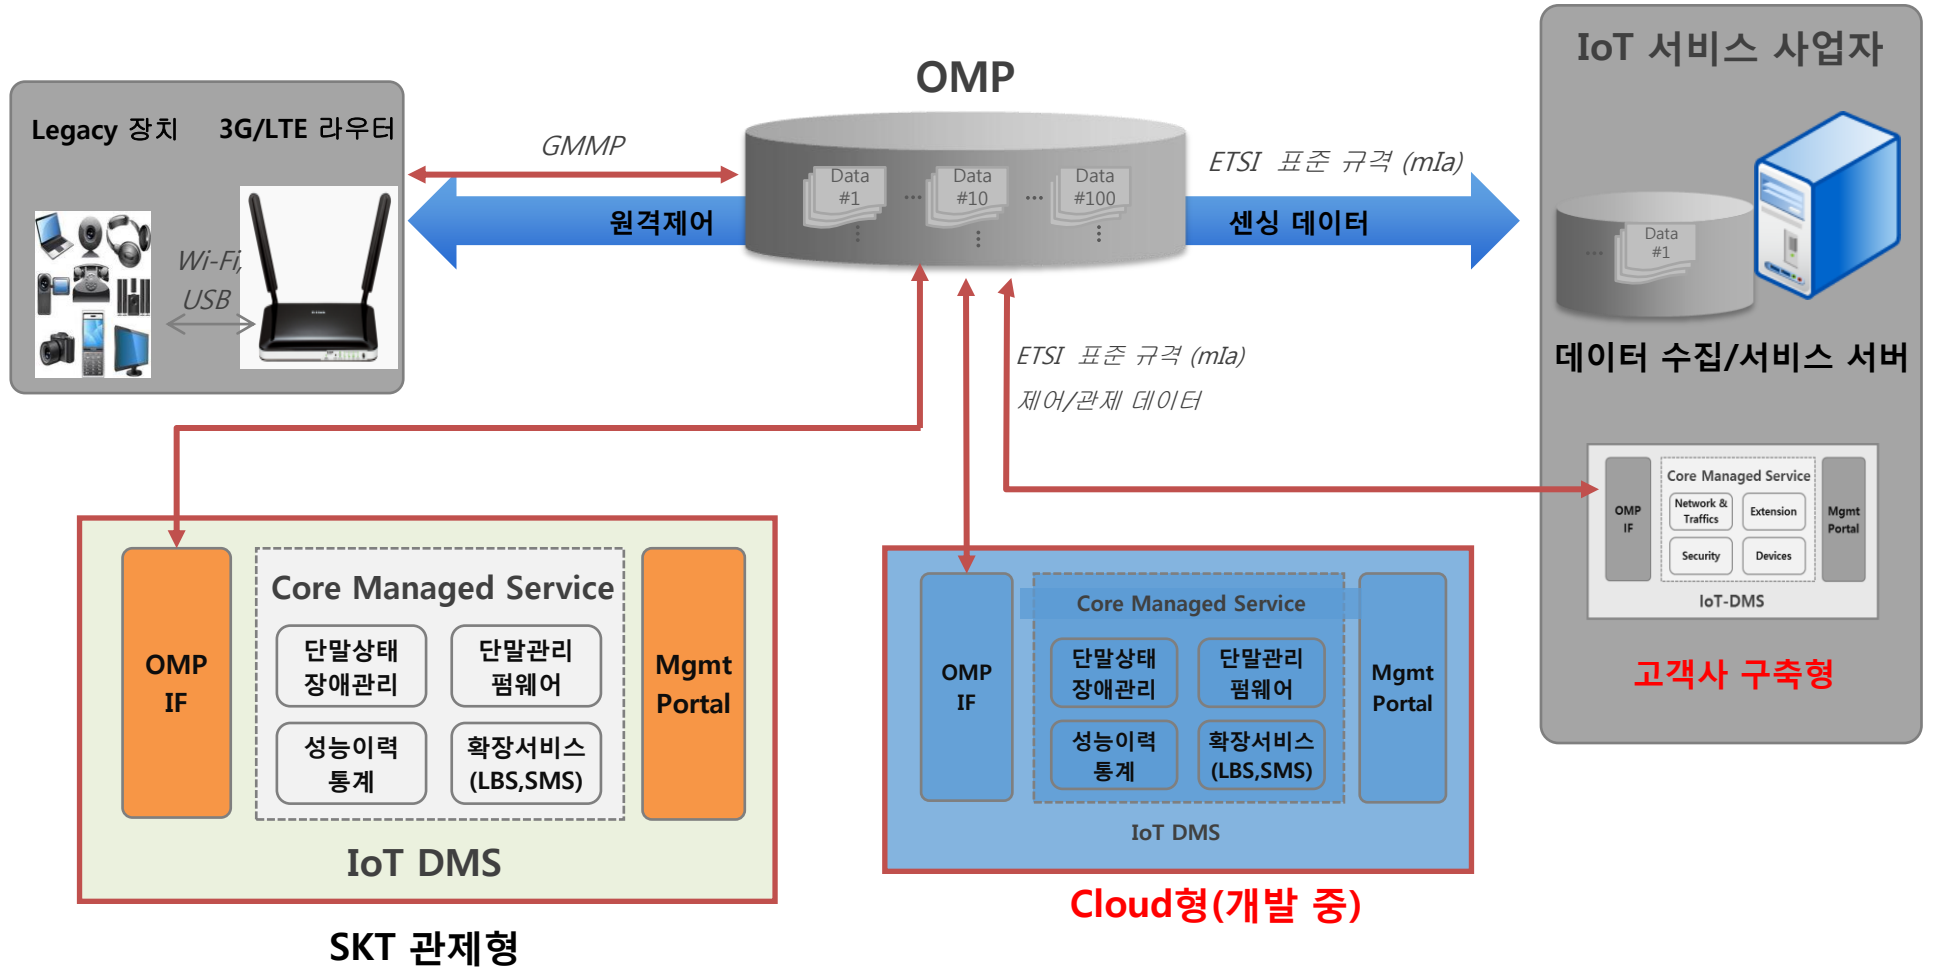 OMP
IoT 서비스 사업자
Legacy 장치
3G/LTE 라우터
Wi-Fi,
USB
GMMP
원격제어
Data
#1
...
Data
#10
...
Data
#100
ETSI 표준 규격 (mIa)
센싱 데이터
...
Data
#1
데이터 수집/서비스 서버
ETSI 표준 규격 (mIa)
제어/관제 데이터
OMP
IF
Core Managed Service
Network &
Traffics
Extension
Security
Devices
Mgmt
Portal
IoT-DMS
고객사 구축형
OMP
IF
Core Managed Service
단말상태
장애관리
단말관리
펌웨어
성능이력
통계
확장서비스
(LBS,SMS)
Mgmt
Portal
IoT DMS
SKT 관제형
OMP
IF
Core Managed Service
단말상태
장애관리
단말관리
펌웨어
성능이력
통계
확장서비스
(LBS,SMS)
Mgmt
Portal
IoT DMS
Cloud형(개발 중)